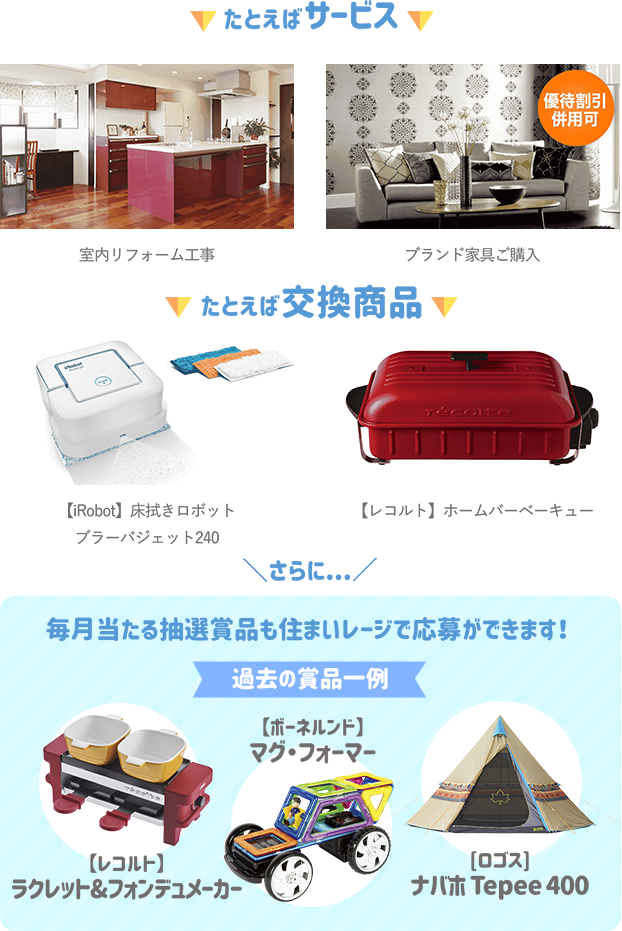 たとえばサービス
優待割引
併用可
室内リフォーム工事
ブランド家具ご購入
たとえば交換商品
iRobot
récolte
【iRobot】床拭きロボット
ブラーバジェット240
【レコルト】ホームバーベーキュー
＼さらに...／
毎月当たる抽選賞品も住まいレージで応募ができます!
過去の賞品一例
【ボーネルンド】
マグ・フォーマー
récolte
【レコルト】
ラクレット&フォンデュメーカー
[ロゴス]
ナバホ Tepee 400